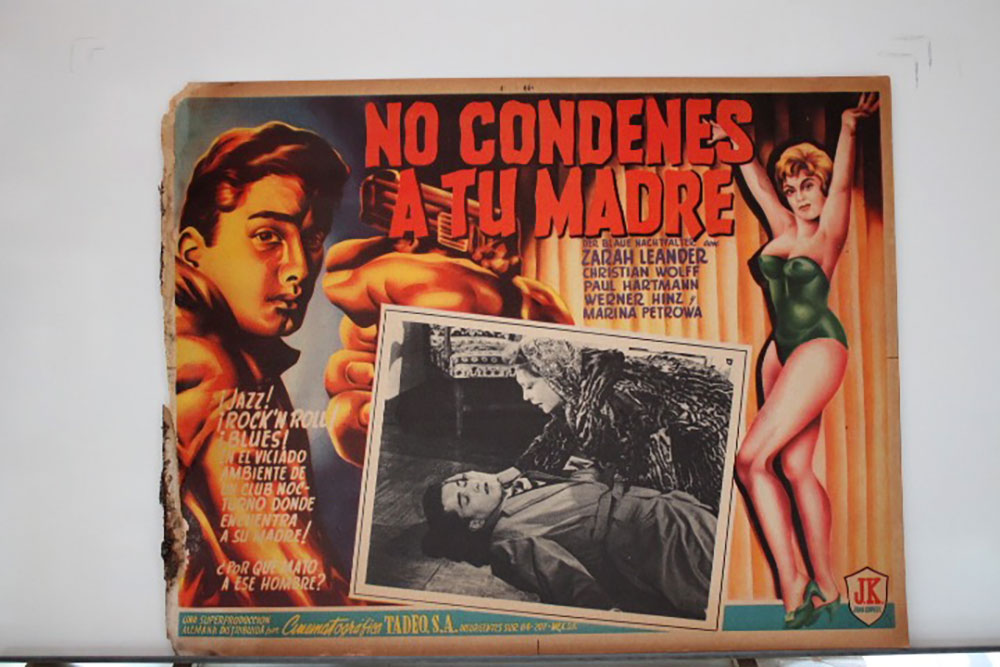 NO CONDENES
A TU MADRE
DER BLAUE NACHTFALTER con
ZARAH LEANDER
CHRISTIAN WOLFF
PAUL HARTMANN
WERNER HINZ y
MARINA PETROWA
¡JAZZ!
¡ROCK'N ROLL!
¡BLUES!
EN EL VICIADO
AMBIENTE DE
UN CLUB NOC-
TURNO DONDE
ENCUENTRA
A SU MADRE!
¿POR QUE MATO
A ESE HOMBRE?
JK
UNA SUPERPRODUCCION
ALEMANA DISTRIBUIDA por Cinematográfica TADEO, S.A. INSURGENTES SUR